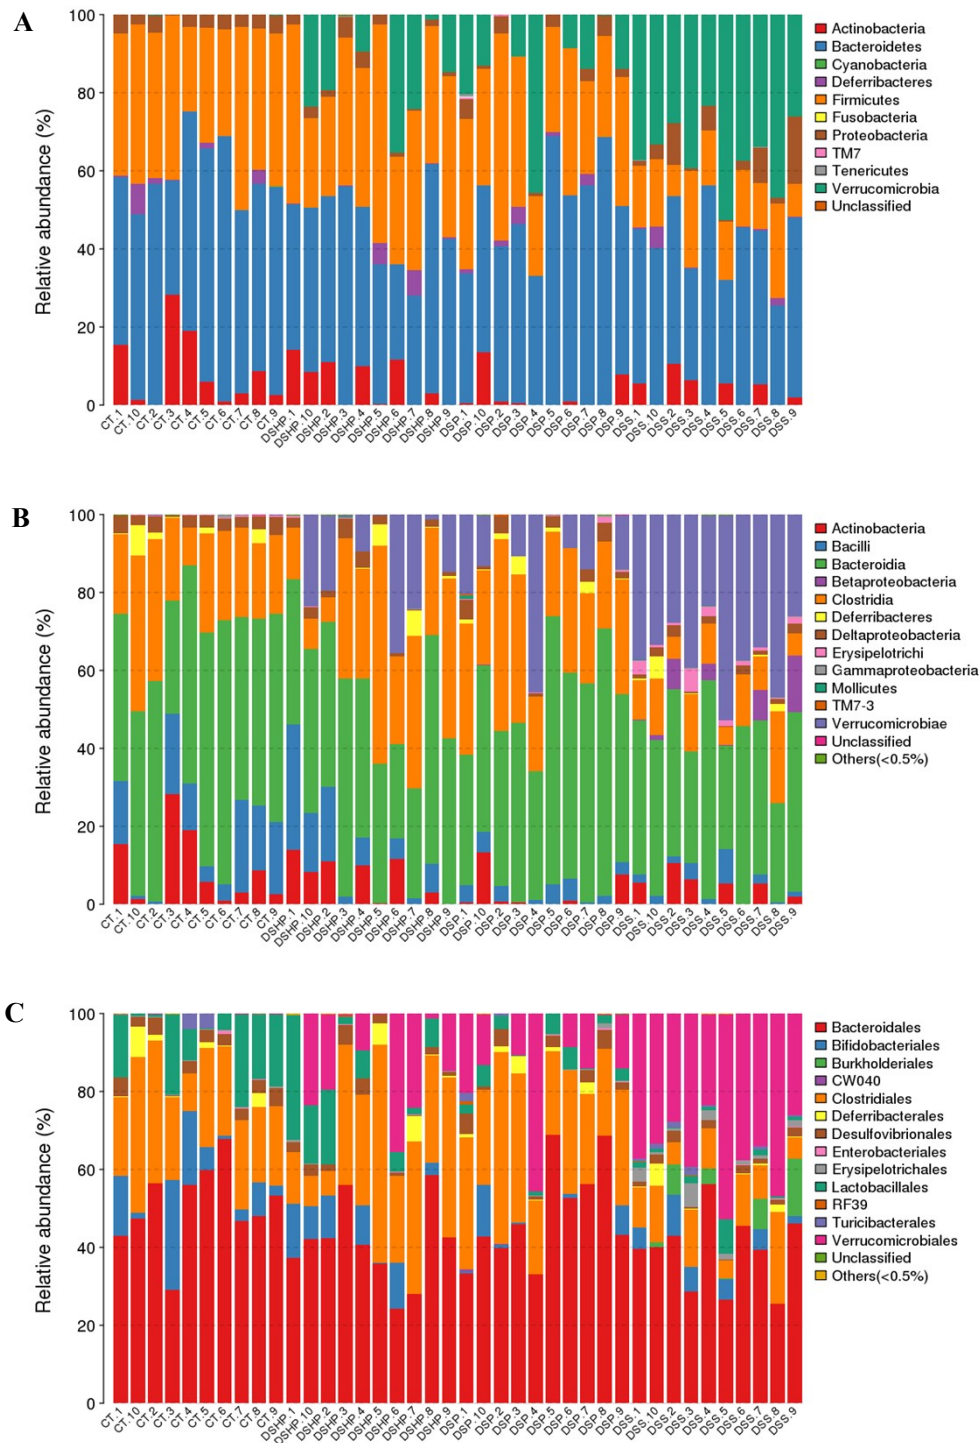 A
Relative abundance (%)
100
80
60
40
20
0
CT.1 CT.10 CT.2 CT.3 CT.4 CT.5 CT.6 CT.7 CT.8 CT.9 DSHP.1 DSHP.10 DSHP.2 DSHP.3 DSHP.4 DSHP.5 DSHP.6 DSHP.7 DSHP.8 DSHP.9 DSP.1 DSP.10 DSP.2 DSP.3 DSP.4 DSP.5 DSP.6 DSP.7 DSP.8 DSP.9 DSS.1 DSS.10 DSS.2 DSS.3 DSS.4 DSS.5 DSS.6 DSS.7 DSS.8 DSS.9
Actinobacteria
Bacteroidetes
Cyanobacteria
Deferribacteres
Firmicutes
Fusobacteria
Proteobacteria
TM7
Tenericutes
Verrucomicrobia
Unclassified
B
Relative abundance (%)
100
80
60
40
20
0
CT.1 CT.10 CT.2 CT.3 CT.4 CT.5 CT.6 CT.7 CT.8 CT.9 DSHP.1 DSHP.10 DSHP.2 DSHP.3 DSHP.4 DSHP.5 DSHP.6 DSHP.7 DSHP.8 DSHP.9 DSP.1 DSP.10 DSP.2 DSP.3 DSP.4 DSP.5 DSP.6 DSP.7 DSP.8 DSP.9 DSS.1 DSS.10 DSS.2 DSS.3 DSS.4 DSS.5 DSS.6 DSS.7 DSS.8 DSS.9
Actinobacteria
Bacilli
Bacteroidia
Betaproteobacteria
Clostridia
Deferribacteres
Deltaproteobacteria
Erysipelotrichi
Gammaproteobacteria
Mollicutes
TM7-3
Verrucomicrobiae
Unclassified
Others(<0.5%)
C
Relative abundance (%)
100
80
60
40
20
0
CT.1 CT.10 CT.2 CT.3 CT.4 CT.5 CT.6 CT.7 CT.8 CT.9 DSHP.1 DSHP.10 DSHP.2 DSHP.3 DSHP.4 DSHP.5 DSHP.6 DSHP.7 DSHP.8 DSHP.9 DSP.1 DSP.10 DSP.2 DSP.3 DSP.4 DSP.5 DSP.6 DSP.7 DSP.8 DSP.9 DSS.1 DSS.10 DSS.2 DSS.3 DSS.4 DSS.5 DSS.6 DSS.7 DSS.8 DSS.9
Bacteroidales
Bifidobacteriales
Burkholderiales
CW040
Clostridiales
Deferribacterales
Desulfovibrionales
Enterobacteriales
Erysipelotrichales
Lactobacillales
RF39
Turicibacterales
Verrucomicrobiales
Unclassified
Others(<0.5%)